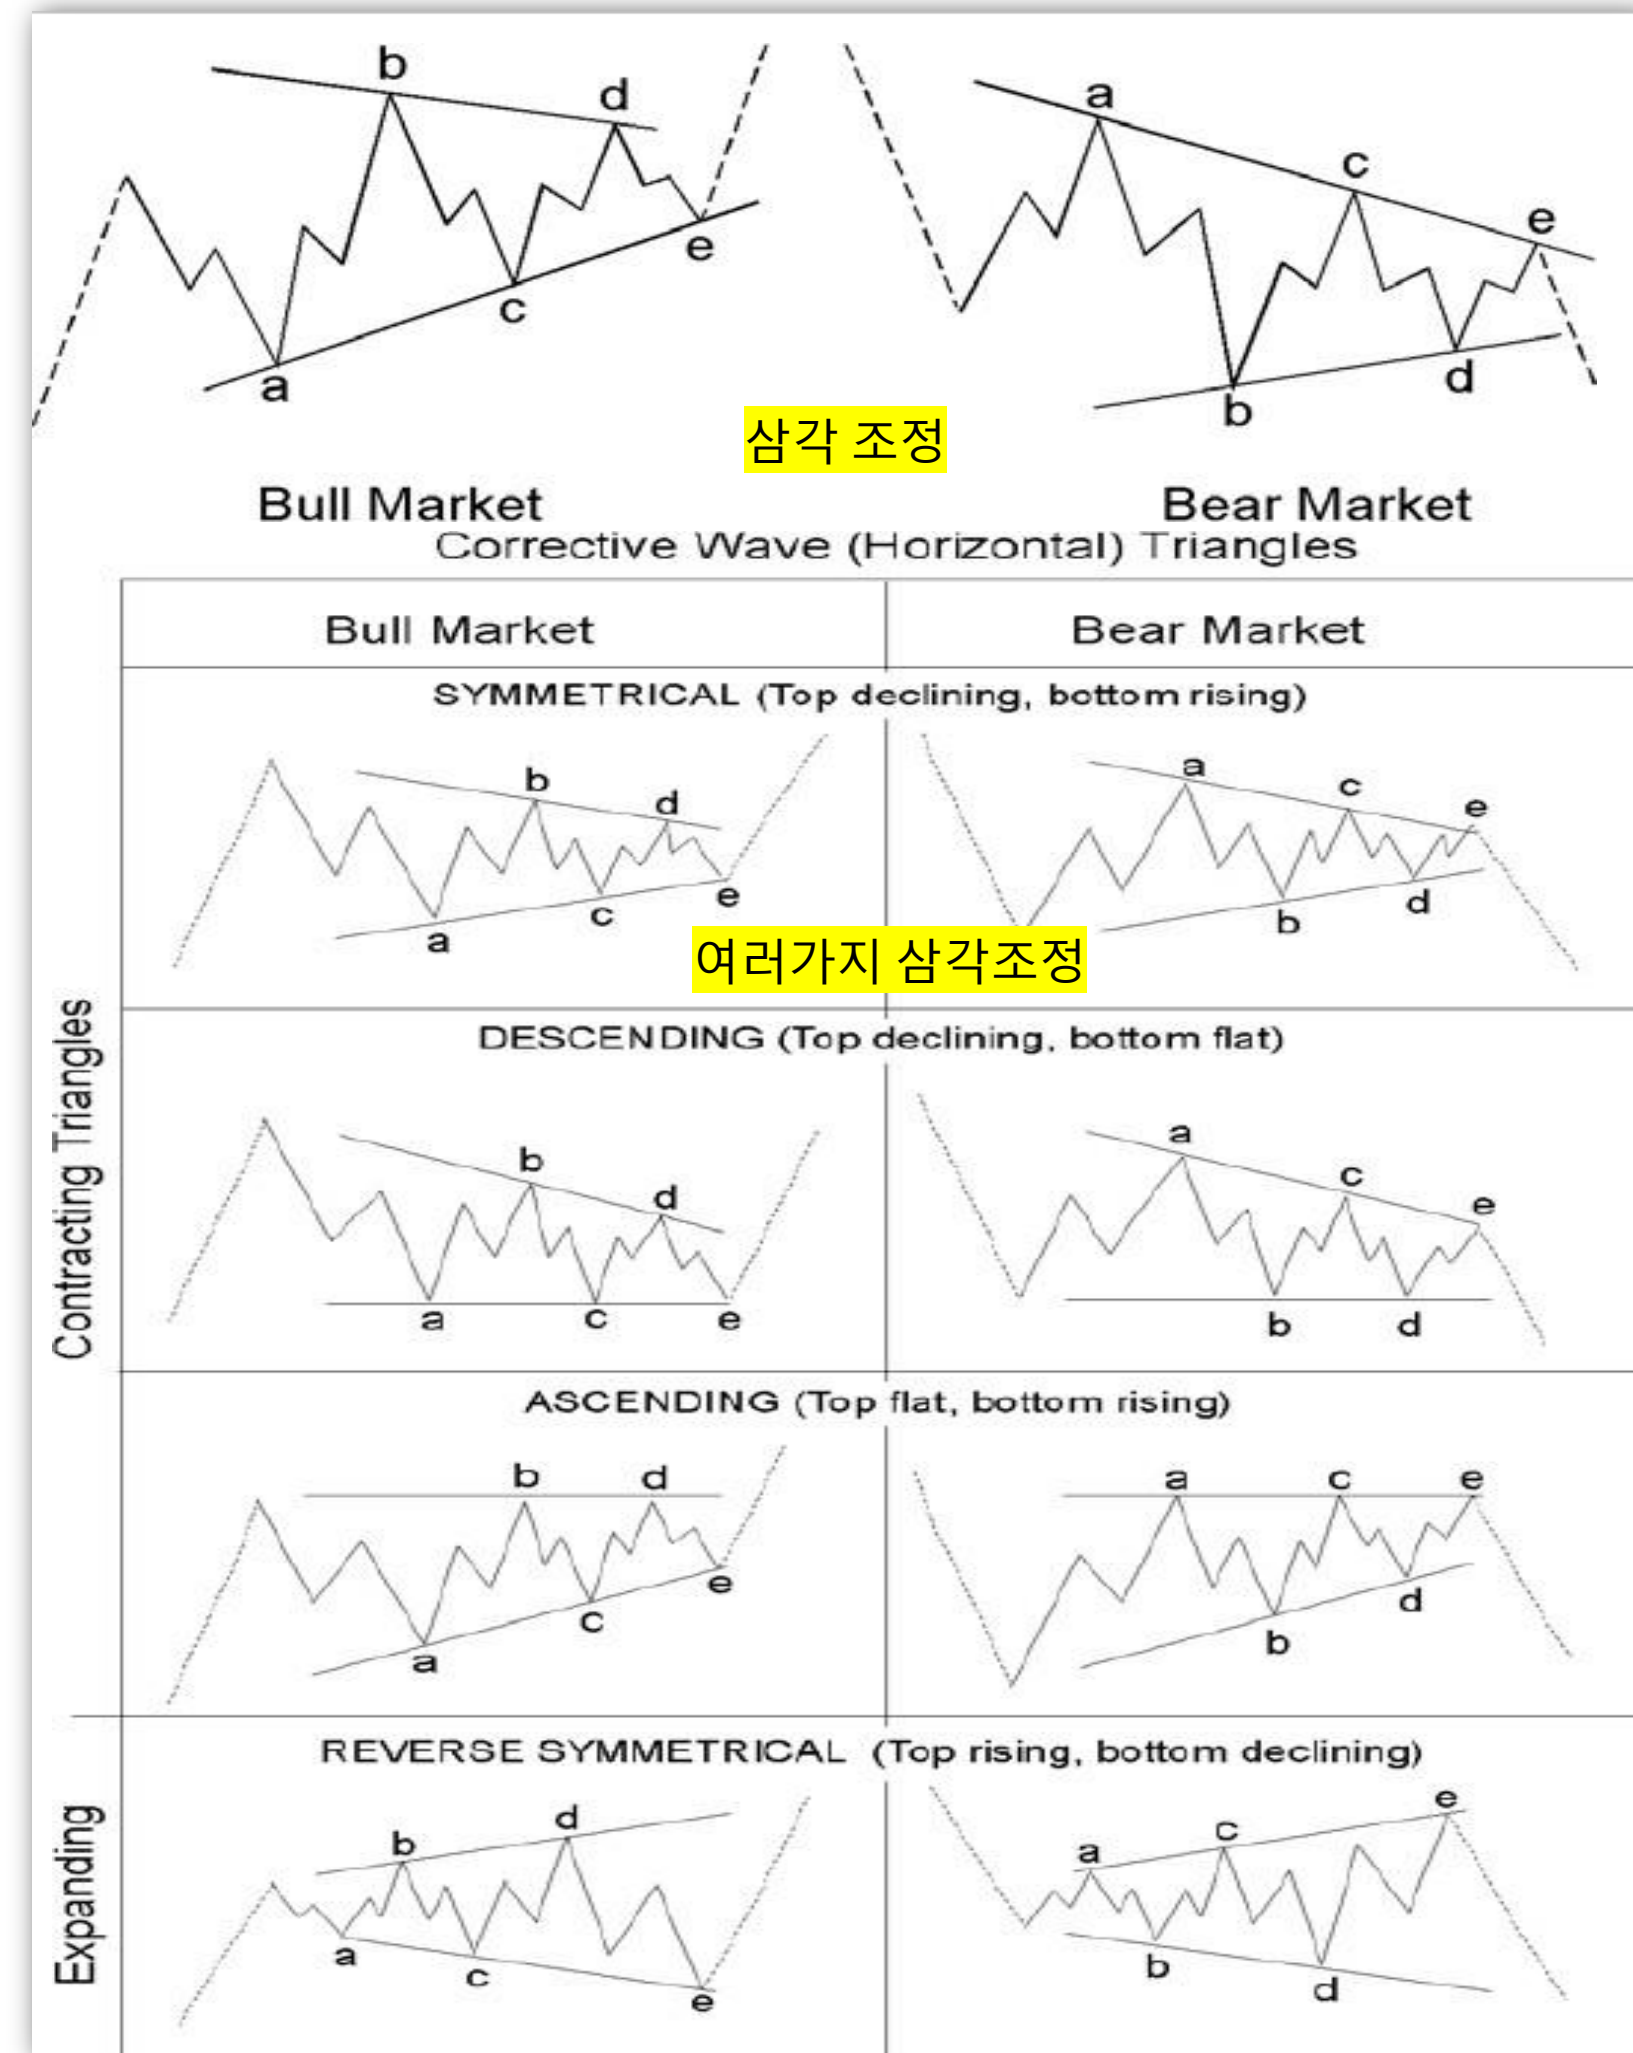 b
d
a
c
e
a
c
e
b
d
삼각 조정
Bull Market
Bear Market
Corrective Wave (Horizontal) Triangles
Bull Market
Bear Market
Contracting Triangles
SYMMETRICAL (Top declining, bottom rising)
b
d
a
c
e
a
c
e
b
d
여러가지 삼각조정
DESCENDING (Top declining, bottom flat)
b
d
a
c
e
a
c
e
b
d
ASCENDING (Top flat, bottom rising)
b
d
a
c
e
a
c
e
b
d
Expanding
REVERSE SYMMETRICAL (Top rising, bottom declining)
b
d
a
c
e
a
c
e
b
d